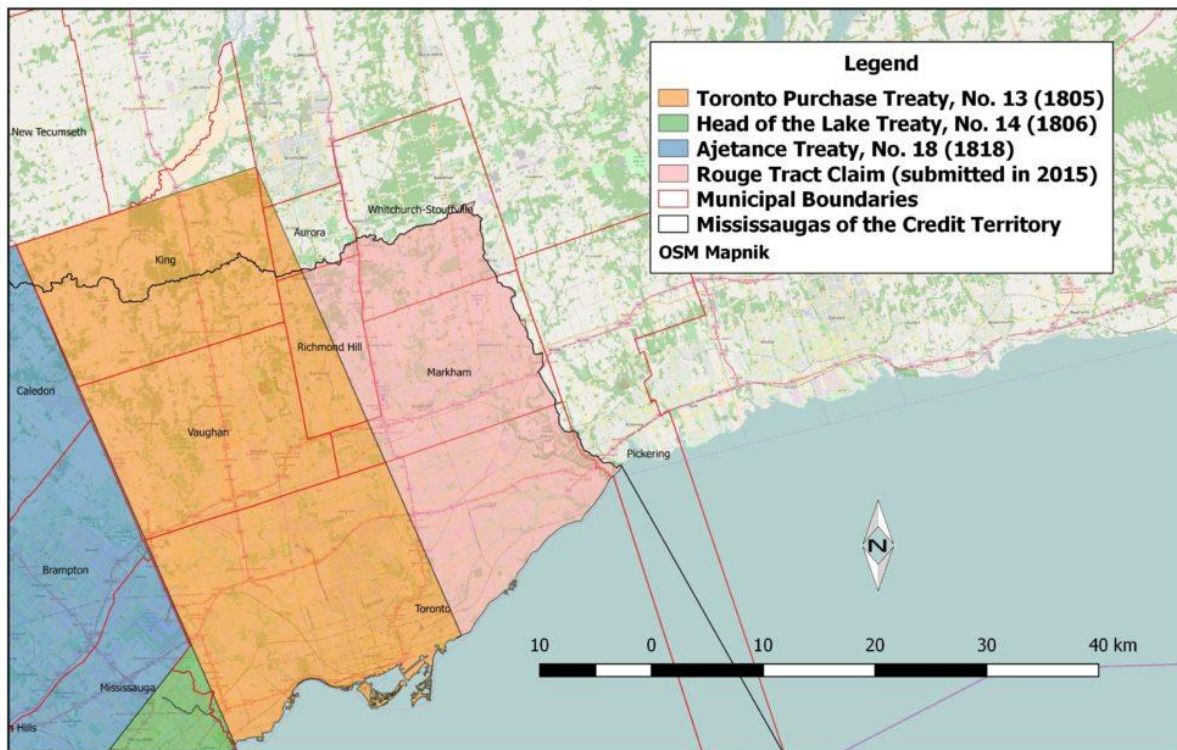 Legend
Toronto Purchase Treaty, No. 13 (1805)
Head of the Lake Treaty, No. 14 (1806)
Ajetance Treaty, No. 18 (1818)
Rouge Tract Claim (submitted in 2015)
Municipal Boundaries
Mississaugas of the Credit Territory
OSM Mapnik
New Tecumseth
Whitchurch-Stouffville
Aurora
King
Richmond Hill
Caledon
Markham
Vaughan
Pickering
Brampton
Toronto
Mississauga
Hills
N
10 0 10 20 30 40 km